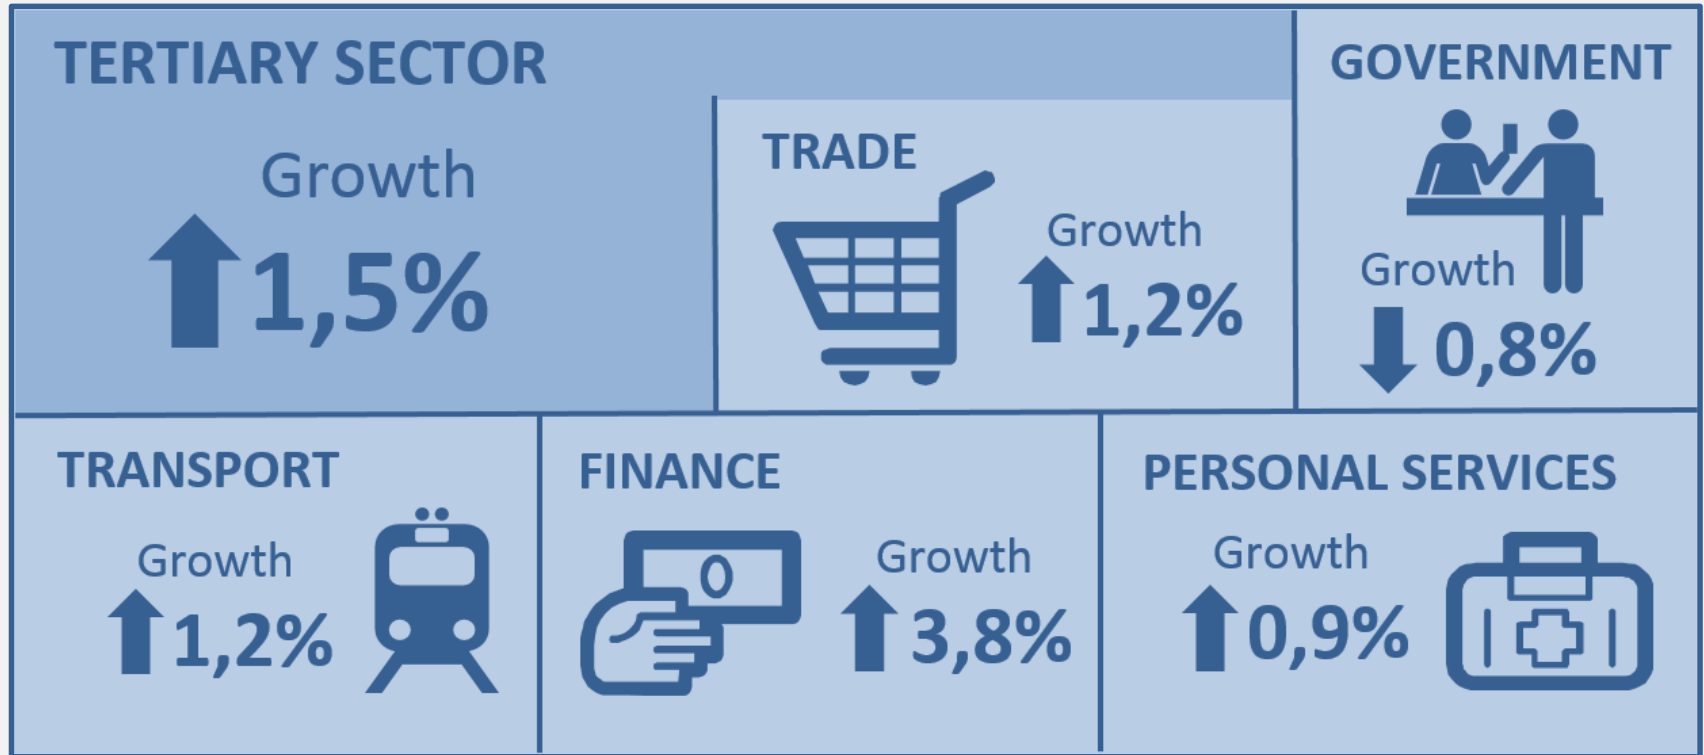 TERTIARY SECTOR
Growth
1,5%
TRADE
Growth
1,2%
GOVERNMENT
Growth
0,8%
TRANSPORT
Growth
1,2%
FINANCE
Growth
3,8%
PERSONAL SERVICES
Growth
0,9%